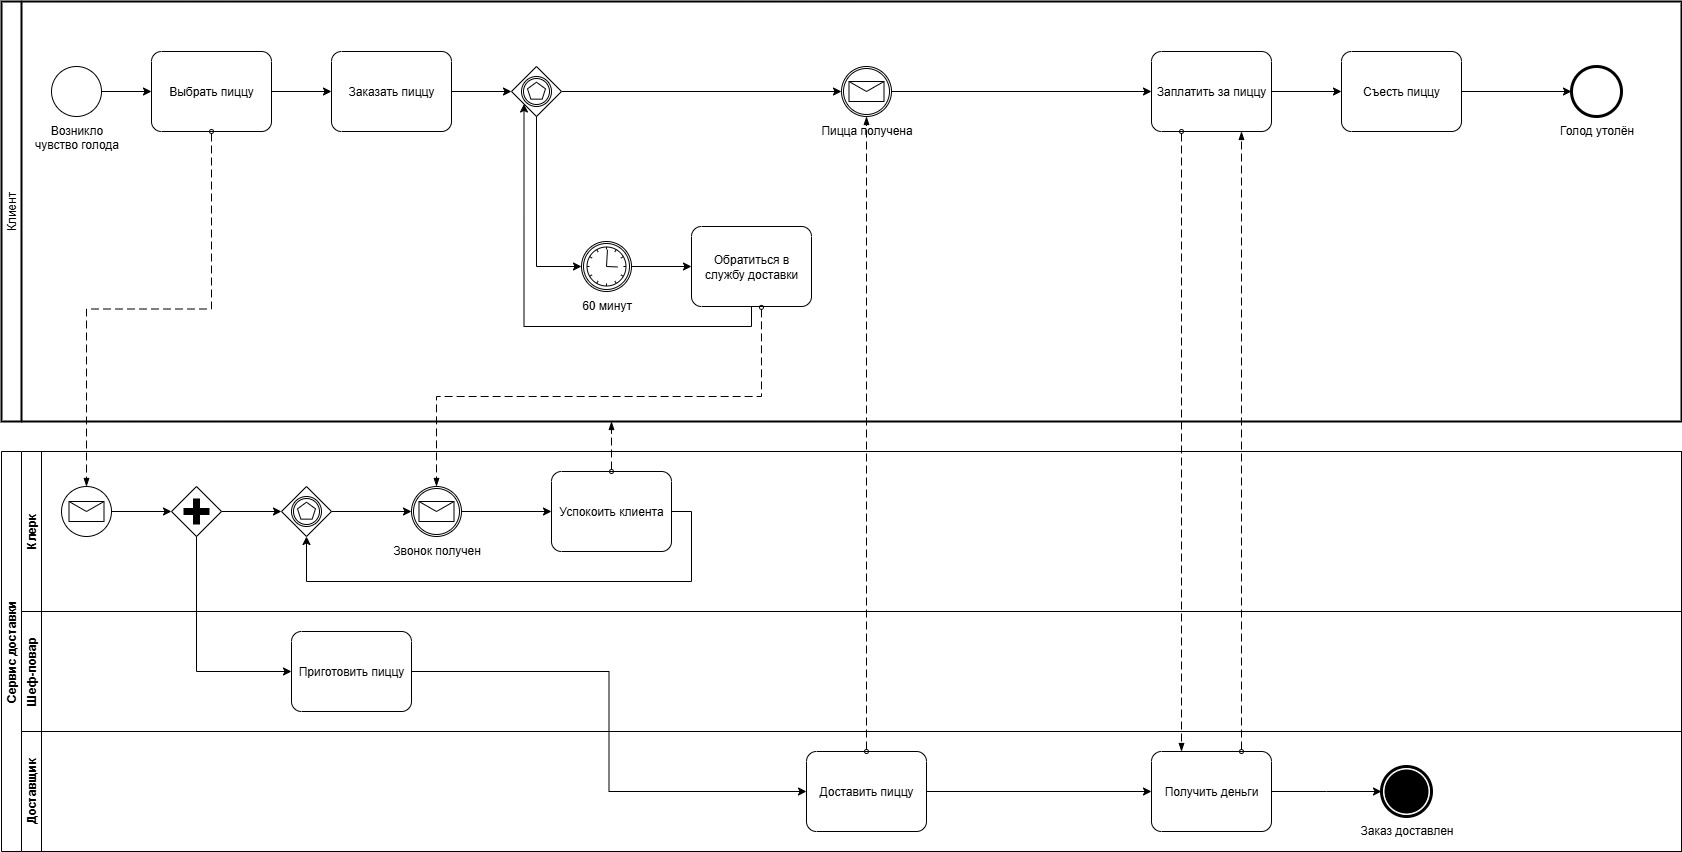 Клиент
Возникло
чувство голода
Выбрать пиццу
Заказать пиццу
Пицца получена
Заплатить за пиццу
Съесть пиццу
Голод утолён
60 минут
Обратиться в
службу доставки
Сервис доставки
Клерк
Звонок получен
Успокоить клиента
Шеф-повар
Приготовить пиццу
Доставщик
Доставить пиццу
Получить деньги
Заказ доставлен